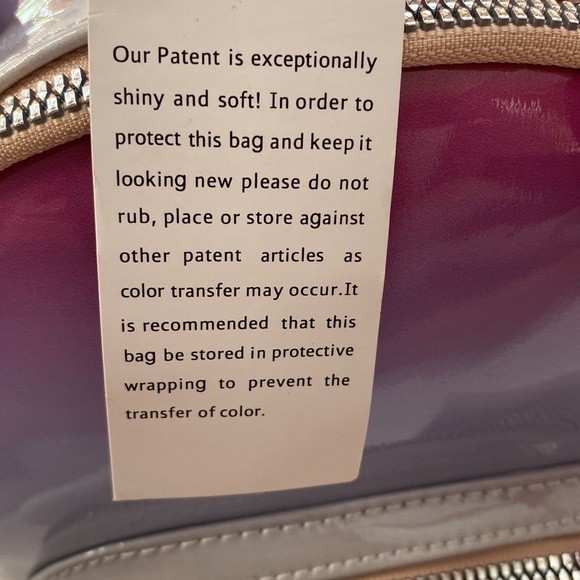 Our Patent is exceptionally
shiny and soft! In order to
protect this bag and keep it
looking new please do not
rub, place or store against
other patent articles as
color transfer may occur.It
is recommended that this
bag be stored in protective
wrapping to prevent the
transfer of color.